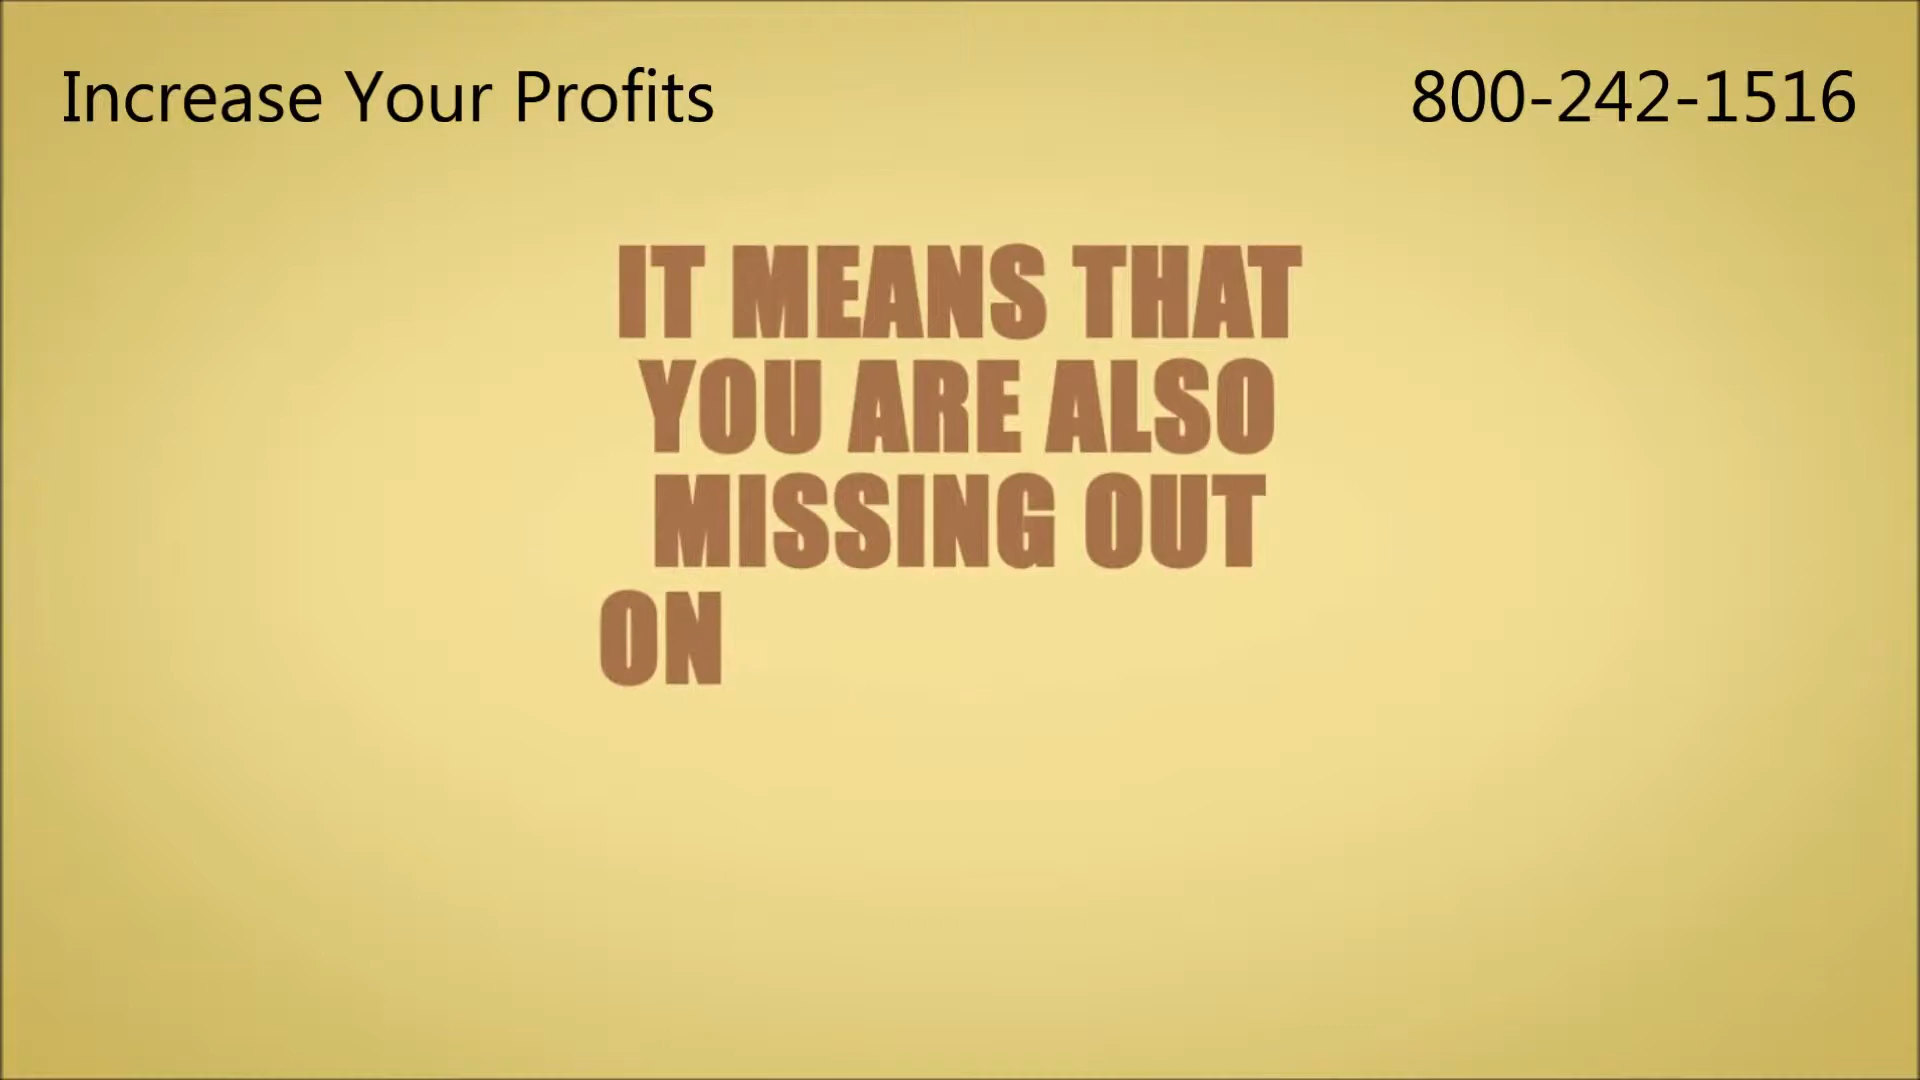 Increase Your Profits
800-242-1516
IT MEANS THAT
YOU ARE ALSO
MISSING OUT
ON